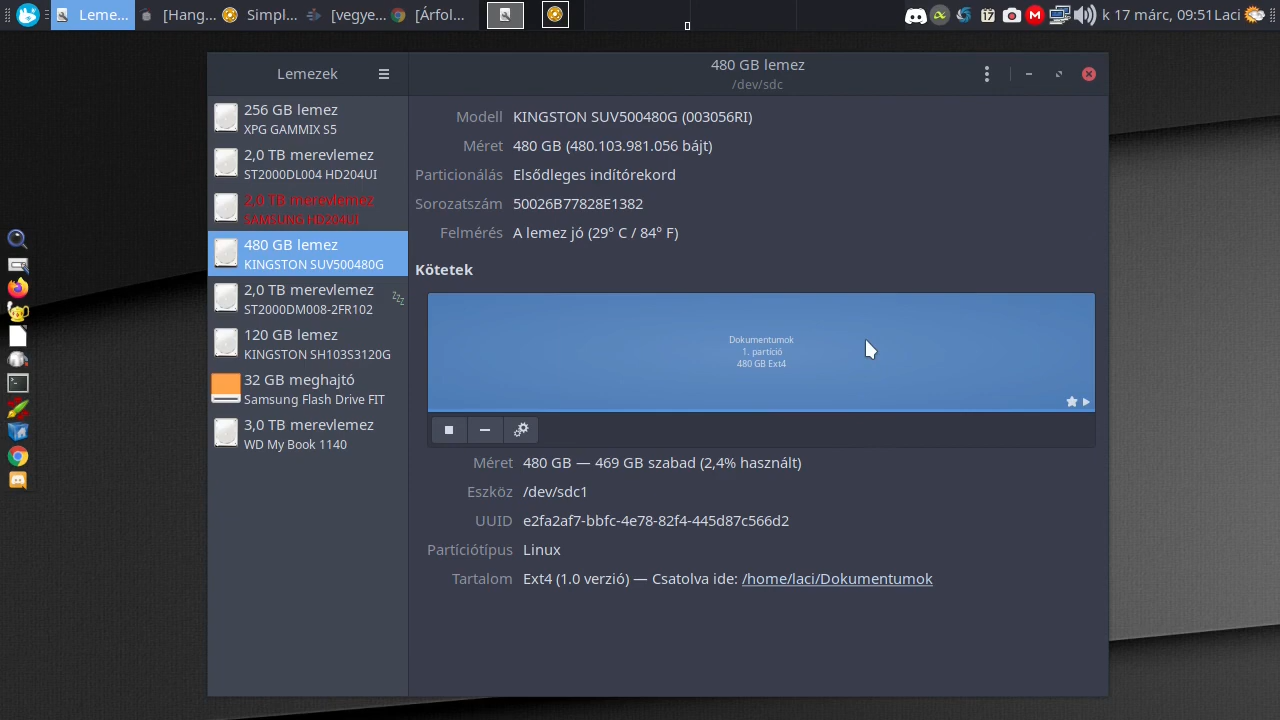 Leme...
[Hang...
Simpl...
[vegye...
[Árfol...
17
k 17 márc, 09:51
Laci
Lemezek
480 GB lemez
/dev/sdc
256 GB lemez
XPG GAMMIX S5
2,0 TB merevlemez
ST2000DL004 HD204UI
2,0 TB merevlemez
SAMSUNG HD204UI
480 GB lemez
KINGSTON SUV500480G
2,0 TB merevlemez
ST2000DM008-2FR102
120 GB lemez
KINGSTON SH103S3120G
32 GB meghajtó
Samsung Flash Drive FIT
3,0 TB merevlemez
WD My Book 1140
Modell KINGSTON SUV500480G (003056RI)
Méret 480 GB (480.103.981.056 bájt)
Particionálás Elsődleges indítórekord
Sorozatszám 50026B77828E1382
Felmérés A lemez jó (29° C / 84° F)
Kötetek
Dokumentumok
1. partíció
480 GB Ext4
Méret 480 GB — 469 GB szabad (2,4% használt)
Eszköz /dev/sdc1
UUID e2fa2af7-bbfc-4e78-82f4-445d87c566d2
Partíciótípus Linux
Tartalom Ext4 (1.0 verzió) — Csatolva ide: /home/laci/Dokumentumok